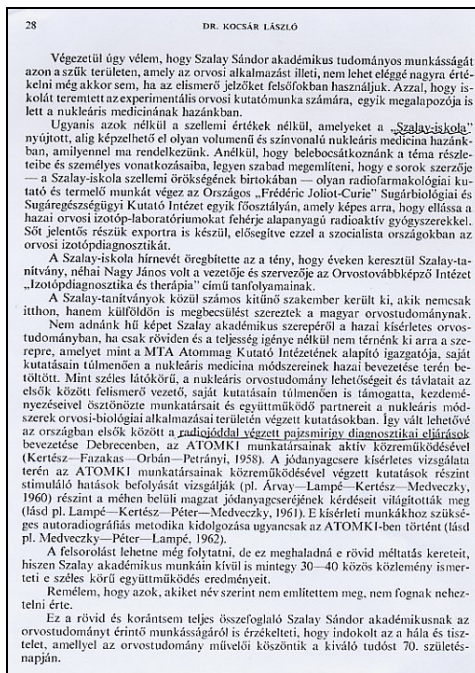 28
DR. KOCSÁR LÁSZLÓ
Végezetül úgy vélem, hogy Szalay Sándor akadémikus tudományos munkásságát
azon a szűk területen, amely az orvosi alkalmazást illeti, nem lehet eléggé nagyra érté-
kelni még akkor sem, ha az elismerő jelzőket felsőfokban használjuk. Azzal, hogy is-
kolát teremtett az experimentális orvosi kutatómunka számára, egyik megalapozója is
lett a nukleáris medicinának hazánkban.
Ugyanis azok nélkül a szellemi értékek nélkül, amelyeket a „Szalay-iskola”
nyújtott, alig képzelhető el olyan volumenű és színvonalú nukleáris medicina hazánk-
ban, amilyennel ma rendelkezünk. Anélkül, hogy belebocsátkoznánk a téma részle-
teibe és személyes vonatkozásaiba, legyen szabad megemlíteni, hogy e sorok szerzője
— a Szalay-iskola szellemi örökségének birtokában — olyan radiofarmakológiai ku-
tató és termelő munkát végez az Országos „Frédéric Joliot-Curie” Sugárbiológiai és
Sugáregészségügyi Kutató Intézet egyik főosztályán, amely képes arra, hogy ellássa a
hazai orvosi izotóp-laboratóriumokat fehérje alapanyagú radioaktív gyógyszerekkel.
Sőt jelentős részük exportra is készül, elősegítve ezzel a szocialista országokban az
orvosi izotópdiagnosztikát.
A Szalay-iskola hírnevét öregbítette az a tény, hogy éveken keresztül Szalay-ta-
nítvány, néhai Nagy János volt a vezetője és szervezője az Orvostovábbképző Intézet
„Izotópdiagnosztika és therápia” című tanfolyamainak.
A Szalay-tanítványok közül számos kitűnő szakember került ki, akik nemcsak
itthon, hanem külföldön is megbecsülést szereztek a magyar orvostudománynak.
Nem adnánk hű képet Szalay akadémikus szerepéről a hazai kísérletes orvos-
tudományban, ha csak röviden és a teljesség igénye nélkül nem térnénk ki arra a sze-
repre, amelyet mint a MTA Atommag Kutató Intézetének alapító igazgatója, saját
kutatásain túlmenően a nukleáris medicina módszereinek hazai bevezetése terén be-
töltött. Mint széles látókörű, a nukleáris orvostudomány lehetőségeit és távlatait az
elsők között felismerő vezető, saját kutatásain túlmenően is támogatta, kezdemé-
nyezéseivel ösztönözte munkatársait és együttműködő partnereit a nukleáris mód-
szerek orvosi-biológiai alkalmazásai területén végzett kutatásokban. Így vált lehetővé
az országban elsők között a radiojóddal végzett pajzsmirigy diagnosztikai eljárások
bevezetése Debrecenben, az ATOMKI munkatársainak aktív közreműködésével
(Kertész—Fazakas—Orbán—Petrányi, 1958). A jódanyagcsere kísérletes vizsgálata
terén az ATOMKI munkatársainak közreműködésével végzett kutatások részint
stimuláló hatások befolyását vizsgálják (pl. Árvay—Lampé—Kertész—Medveczky,
1960) részint a méhen belüli magzat jódanyagcseréjének kérdéseit világították meg
(lásd pl. Lampé—Kertész—Péter—Medveczky, 1961). E kísérleti munkákhoz szüksé-
ges autoradiográfiás metodika kidolgozása ugyancsak az ATOMKI-ben történt (lásd
pl. Medveczky—Péter—Lampé, 1962).
A felsorolást lehetne még folytatni, de ez meghaladná e rövid méltatás kereteit,
hiszen Szalay akadémikus munkáin kívül is mintegy 30—40 közös közlemény ismer-
teti e széles körű együttműködés eredményeit.
Remélem, hogy azok, akiket név szerint nem említettem meg, nem fognak nehez-
telni érte.
Ez a rövid és korántsem teljes összefoglaló Szalay Sándor akadémikusnak az
orvostudományt érintő munkásságáról is érzékelteti, hogy indokolt az a hála és tisz-
telet, amellyel az orvostudomány művelői köszöntik a kiváló tudóst 70. születés-
napján.